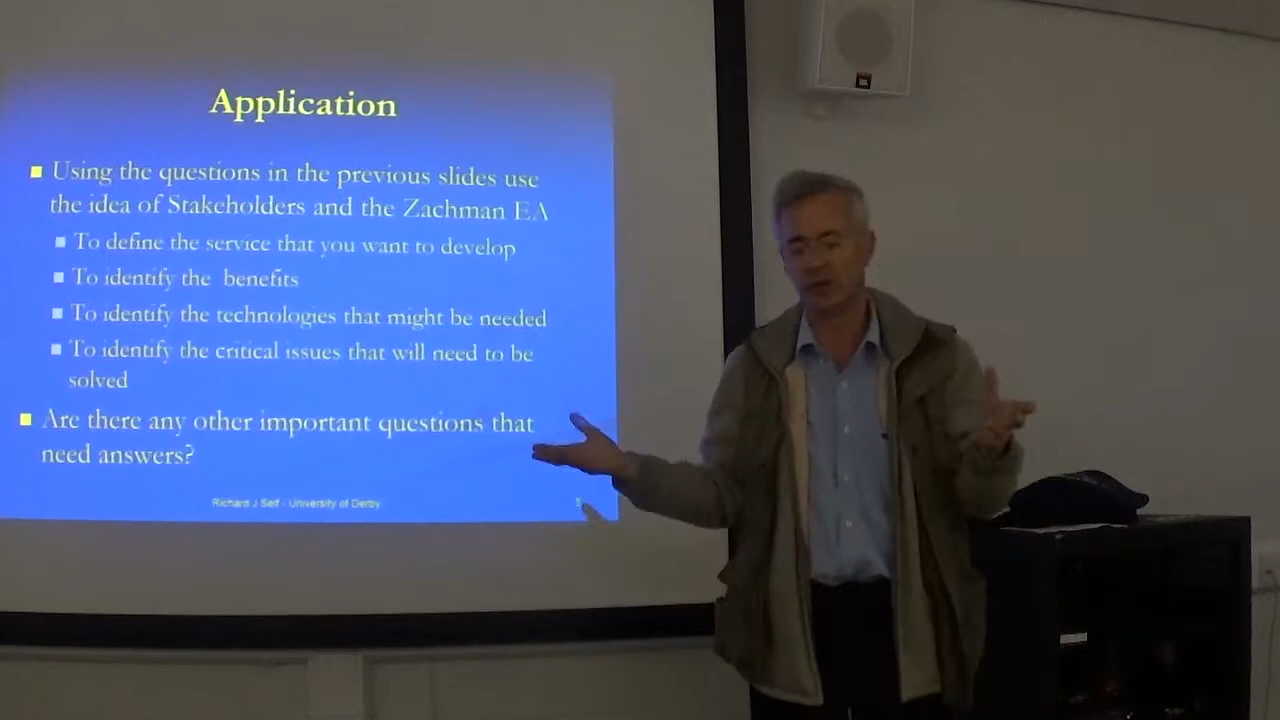 Application
Using the questions in the previous slides use
the idea of Stakeholders and the Zachman EA
To define the service that you want to develop
To identify the benefits
To identify the technologies that might be needed
To identify the critical issues that will need to be
solved
Are there any other important questions that
need answers?
Richard J Self - University of Derby